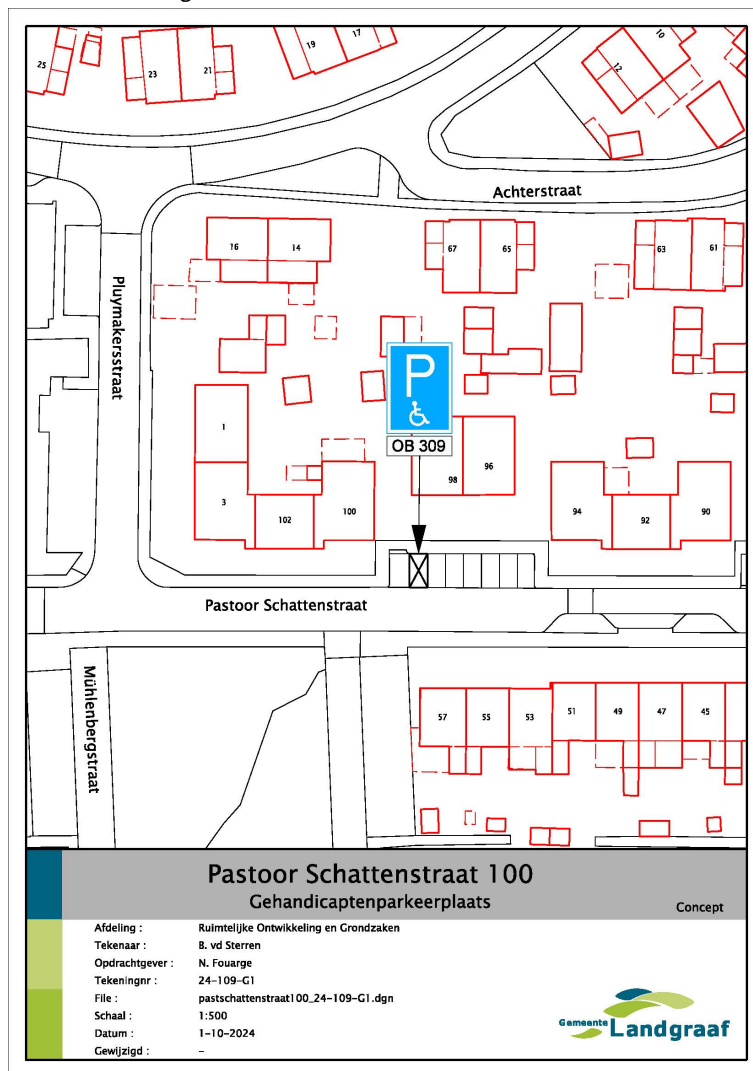 25
23
21
19
17
10
12
Achterstraat
16
14
67
65
63
61
Pluymakersstraat
P
OB 309
1
3
102
100
98
96
94
92
90
Pastoor Schattenstraat
Mühlenbergstraat
57
55
53
51
49
47
45
Pastoor Schattenstraat 100
Gehandicaptenparkeerplaats
Concept
Afdeling : Ruimtelijke Ontwikkeling en Grondzaken
Tekenaar : B. vd Sterren
Opdrachtgever : N. Fouarge
Tekeningnr : 24-109-G1
File : pastschattenstraat100_24-109-G1.dgn
Schaal : 1:500
Datum : 1-10-2024
Gewijzigd : -
Gemeente Landgraaf